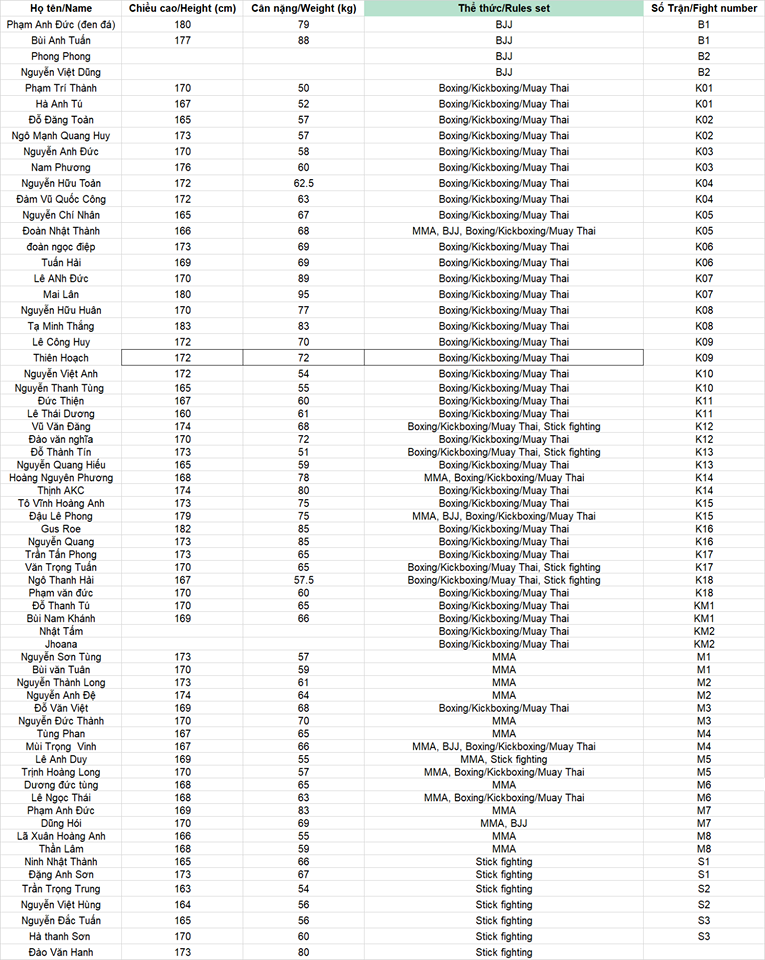 Họ tên/Name Chiều cao/Height (cm) Cân nặng/Weight (kg) Thể thức/Rules set Số Trận/Fight number
Phạm Anh Đức (đen đá) 180 79 BJJ B1
Bùi Anh Tuấn 177 88 BJJ B1
Phong Phong BJJ B2
Nguyễn Việt Dũng BJJ B2
Phạm Trí Thành 170 50 Boxing/Kickboxing/Muay Thai K01
Hà Anh Tú 167 52 Boxing/Kickboxing/Muay Thai K01
Đỗ Đăng Toàn 165 57 Boxing/Kickboxing/Muay Thai K02
Ngô Mạnh Quang Huy 173 57 Boxing/Kickboxing/Muay Thai K02
Nguyễn Anh Đức 170 58 Boxing/Kickboxing/Muay Thai K03
Nam Phương 176 60 Boxing/Kickboxing/Muay Thai K03
Nguyễn Hữu Toản 172 62.5 Boxing/Kickboxing/Muay Thai K04
Đàm Vũ Quốc Công 172 63 Boxing/Kickboxing/Muay Thai K04
Nguyễn Chí Nhân 165 67 Boxing/Kickboxing/Muay Thai K05
Đoàn Nhật Thành 166 68 MMA, BJJ, Boxing/Kickboxing/Muay Thai K05
đoàn ngọc điệp 173 69 Boxing/Kickboxing/Muay Thai K06
Tuấn Hải 169 69 Boxing/Kickboxing/Muay Thai K06
Lê ANh Đức 170 89 Boxing/Kickboxing/Muay Thai K07
Mai Lân 180 95 Boxing/Kickboxing/Muay Thai K07
Nguyễn Hữu Huân 170 77 Boxing/Kickboxing/Muay Thai K08
Tạ Minh Thắng 183 83 Boxing/Kickboxing/Muay Thai K08
Lê Công Huy 172 70 Boxing/Kickboxing/Muay Thai K09
Thiên Hoạch 172 72 Boxing/Kickboxing/Muay Thai K09
Nguyễn Việt Anh 172 54 Boxing/Kickboxing/Muay Thai K10
Nguyễn Thanh Tùng 165 55 Boxing/Kickboxing/Muay Thai K10
Đức Thiện 167 60 Boxing/Kickboxing/Muay Thai K11
Lê Thái Dương 160 61 Boxing/Kickboxing/Muay Thai K11
Vũ Văn Đăng 174 68 Boxing/Kickboxing/Muay Thai, Stick fighting K12
Đào văn nghĩa 170 72 Boxing/Kickboxing/Muay Thai K12
Đỗ Thành Tín 173 51 Boxing/Kickboxing/Muay Thai, Stick fighting K13
Nguyễn Quang Hiếu 165 59 Boxing/Kickboxing/Muay Thai K13
Hoàng Nguyên Phương 168 78 MMA, Boxing/Kickboxing/Muay Thai K14
Thịnh AKC 174 80 Boxing/Kickboxing/Muay Thai K14
Tô Vĩnh Hoàng Anh 173 75 Boxing/Kickboxing/Muay Thai K15
Đậu Lê Phong 179 75 MMA, BJJ, Boxing/Kickboxing/Muay Thai K15
Gus Roe 182 85 Boxing/Kickboxing/Muay Thai K16
Nguyễn Quang 173 85 Boxing/Kickboxing/Muay Thai K16
Trần Tấn Phong 173 65 Boxing/Kickboxing/Muay Thai K17
Văn Trọng Tuấn 170 65 Boxing/Kickboxing/Muay Thai, Stick fighting K17
Ngô Thanh Hải 167 57.5 Boxing/Kickboxing/Muay Thai, Stick fighting K18
Phạm văn đức 170 60 Boxing/Kickboxing/Muay Thai K18
Đỗ Thanh Tú 170 65 Boxing/Kickboxing/Muay Thai KM1
Bùi Nam Khánh 169 66 Boxing/Kickboxing/Muay Thai KM1
Nhật Tấm Boxing/Kickboxing/Muay Thai KM2
Jhoana Boxing/Kickboxing/Muay Thai KM2
Nguyễn Sơn Tùng 173 57 MMA M1
Bùi văn Tuân 170 59 MMA M1
Nguyễn Thành Long 173 61 MMA M2
Nguyễn Anh Đệ 174 64 MMA M2
Đỗ Văn Việt 169 68 Boxing/Kickboxing/Muay Thai M3
Nguyễn Đức Thành 170 70 MMA M3
Tùng Phan 167 65 MMA M4
Mùi Trọng Vinh 167 66 MMA, BJJ, Boxing/Kickboxing/Muay Thai M4
Lê Anh Duy 169 55 MMA, Stick fighting M5
Trịnh Hoàng Long 170 57 MMA, Boxing/Kickboxing/Muay Thai M5
Dương đức tùng 168 65 MMA M6
Lê Ngọc Thái 168 63 MMA, Boxing/Kickboxing/Muay Thai M6
Phạm Anh Đức 169 83 MMA M7
Dũng Hói 170 69 MMA, BJJ M7
Lã Xuân Hoàng Anh 166 55 MMA M8
Thần Lâm 168 59 MMA M8
Ninh Nhật Thành 165 66 Stick fighting S1
Đặng Anh Sơn 173 67 Stick fighting S1
Trần Trọng Trung 163 54 Stick fighting S2
Nguyễn Việt Hùng 164 56 Stick fighting S2
Nguyễn Đắc Tuấn 165 56 Stick fighting S3
Hà thanh Sơn 170 60 Stick fighting S3
Đào Văn Hanh 173 80 Stick fighting